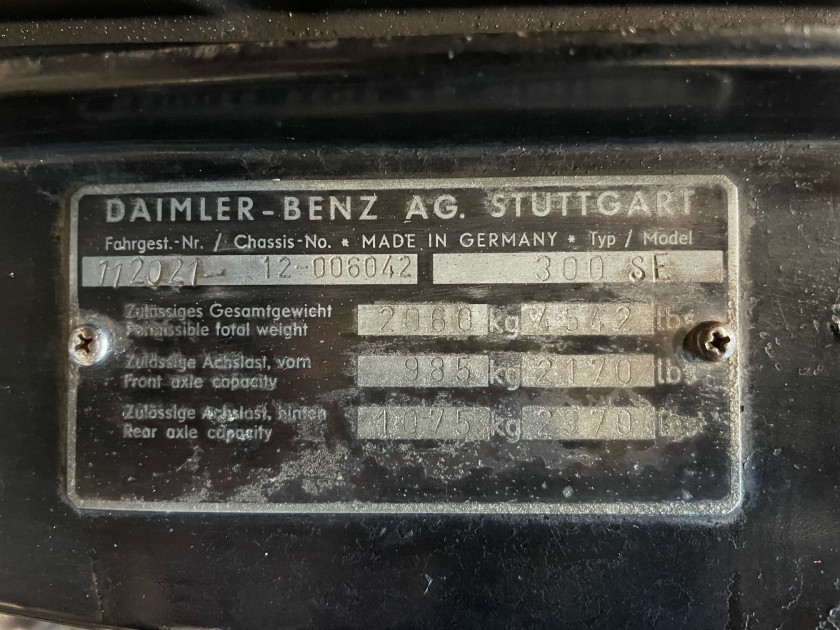 DAIMLER-BENZ AG. STUTTGART
Fahrgest.-Nr. / Chassis-No. * MADE IN GERMANY * Typ / Model
112021- 12-006042 300 SE
Zulässiges Gesamtgewicht
Permissible total weight 2060 kg 4542 lbs
Zulässige Achslast, vorn
Front axle capacity 985 kg 2170 lbs
Zulässige Achslast, hinten
Rear axle capacity 1075 kg 2370 lbs